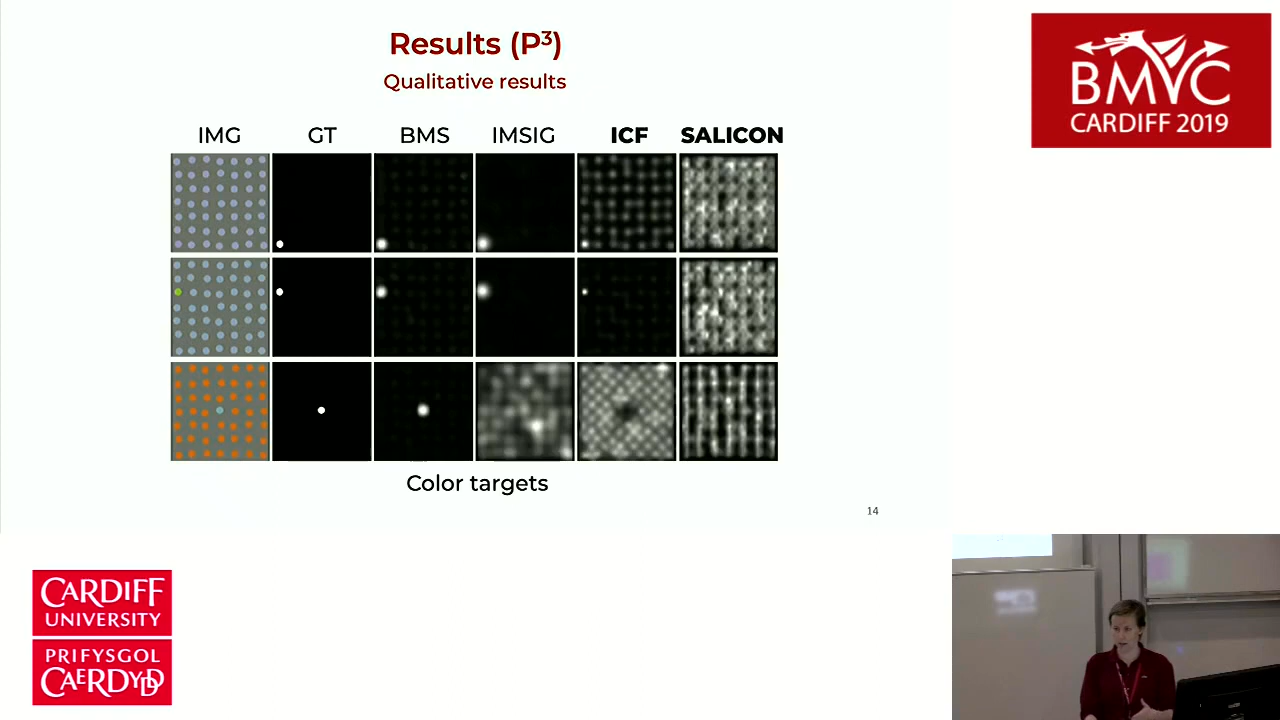 Results (P³)
Qualitative results
IMG GT BMS IMSIG ICF SALICON
Color targets
14
BMVC
CARDIFF 2019
CARDIFF
UNIVERSITY
PRIFYSGOL
CAERDYDD